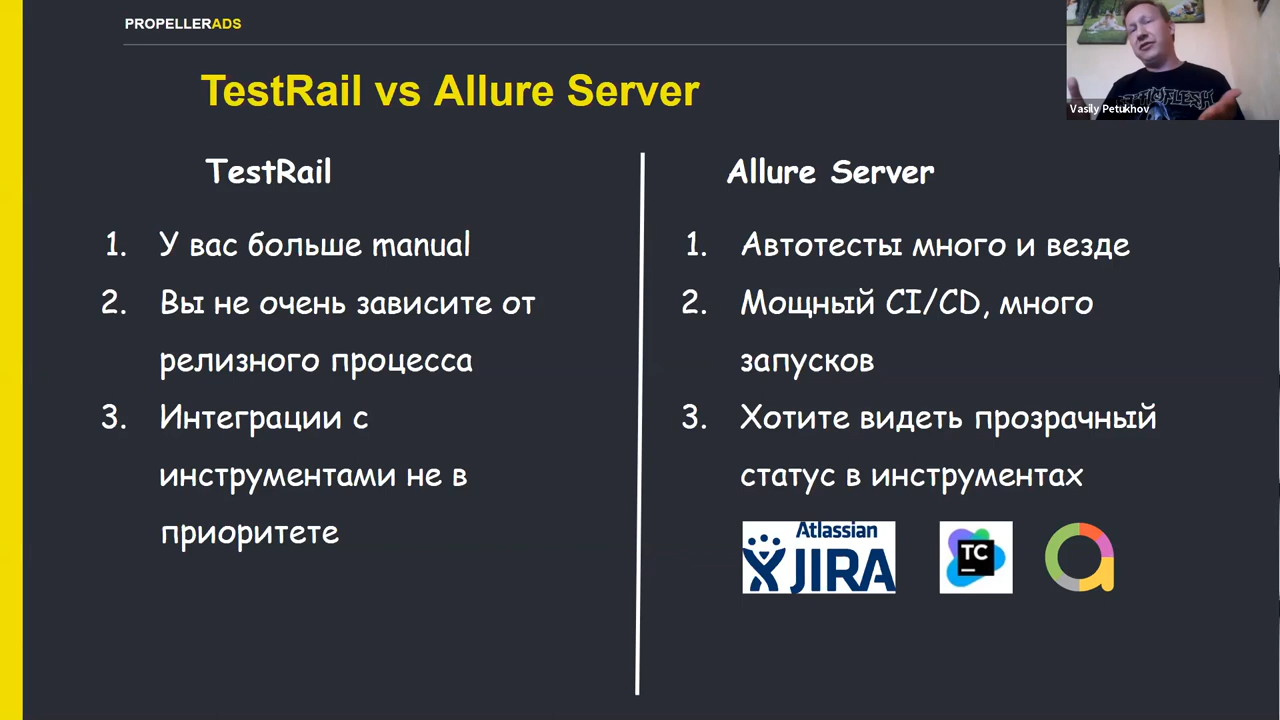 PROPELLERADS
Vasily Petukhov
TestRail vs Allure Server
TestRail
1. У вас больше manual
2. Вы не очень зависите от
релизного процесса
3. Интеграции с
инструментами не в
приоритете
Allure Server
1. Автотесты много и везде
2. Мощный CI/CD, много
запусков
3. Хотите видеть прозрачный
статус в инструментах
Atlassian
JIRA
TC